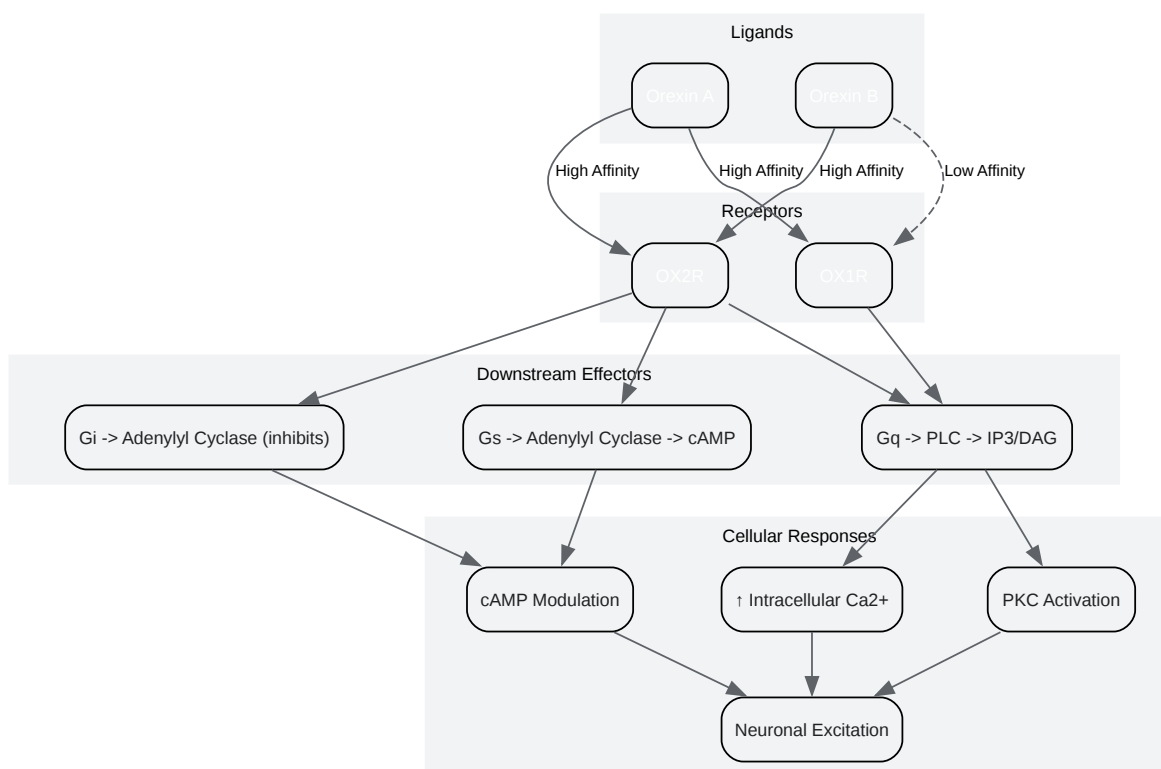 Ligands
Orexin A
Orexin B
High Affinity
High Affinity
High Affinity
Low Affinity
Receptors
OX2R
OX1R
Downstream Effectors
Gi -> Adenylyl Cyclase (inhibits)
Gs -> Adenylyl Cyclase -> cAMP
Gq -> PLC -> IP3/DAG
Cellular Responses
cAMP Modulation
↑ Intracellular Ca2+
PKC Activation
Neuronal Excitation